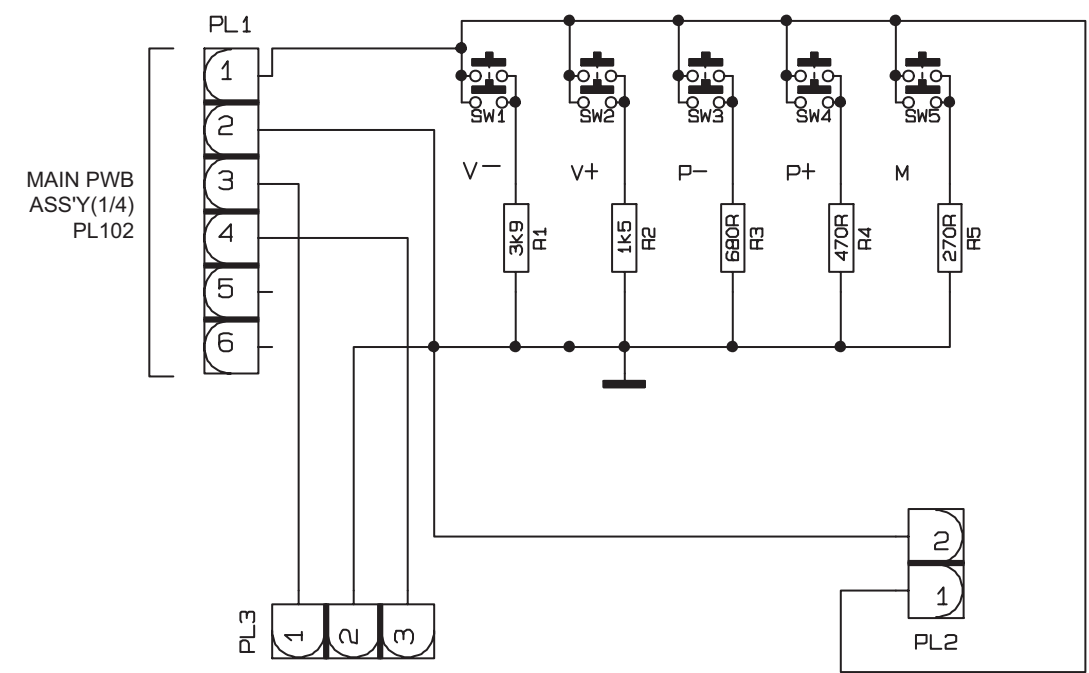 PL1
1
2
3
4
5
6
MAIN PWB
ASS'Y(1/4)
PL102
SW1
SW2
SW3
SW4
SW5
V-
V+
P-
P+
M
3k9
R1
1k5
R2
680R
R3
470R
R4
270R
R5
PL3
1
2
3
2
1
PL2